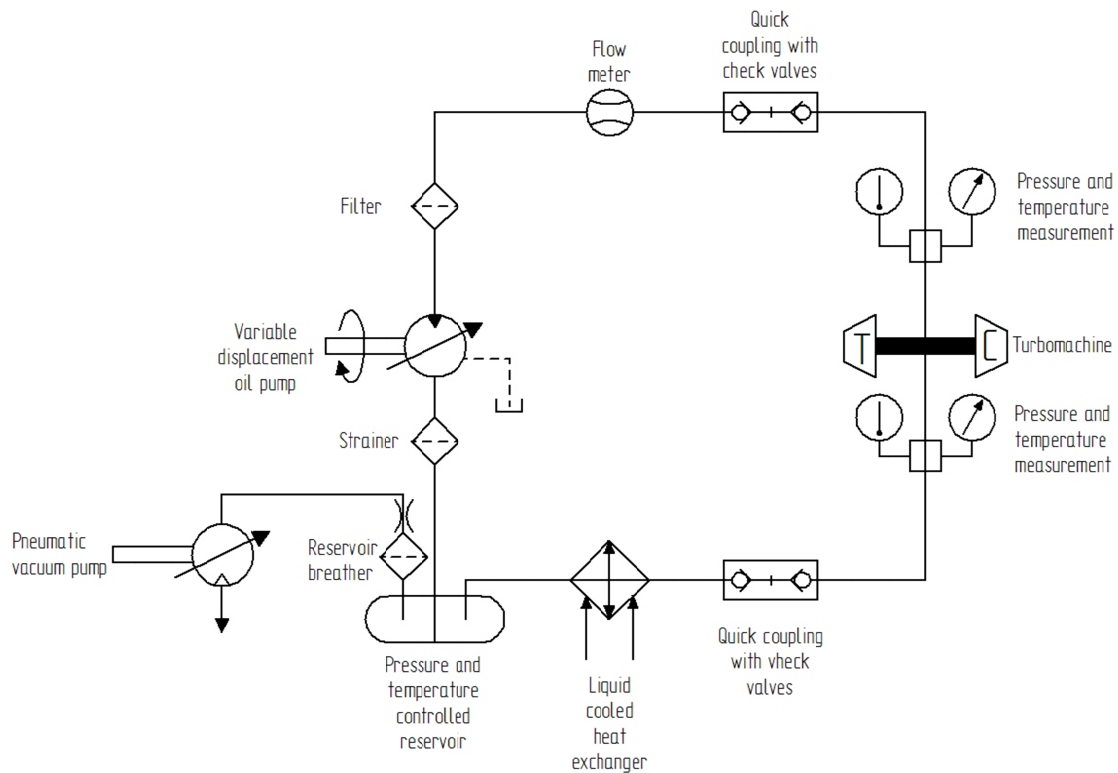 Quick
coupling with
check valves
Flow
meter
Pressure and
temperature
measurement
Filter
Variable
displacement
oil pump
T
C
Turbomachine
Pressure and
temperature
measurement
Strainer
Pneumatic
vacuum pump
Reservoir
breather
Quick coupling
with vheck
valves
Pressure and
temperature
controlled
reservoir
Liquid
cooled
heat
exchanger